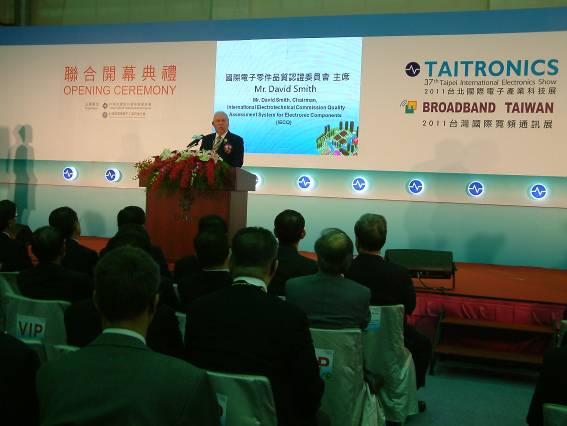 聯合開幕典禮
OPENING CEREMONY
國際電子零件品質認證委員會 主席
Mr. David Smith
Mr. David Smith, Chairman,
International Electrotechnical Commission Quality
Assessment System for Electronic Components
(IECQ)
TAITRONICS
37th Taipei International Electronics Show
2011台北國際電子產業科技展
BROADBAND TAIWAN
2011台灣國際寬頻通訊展
VIP
P